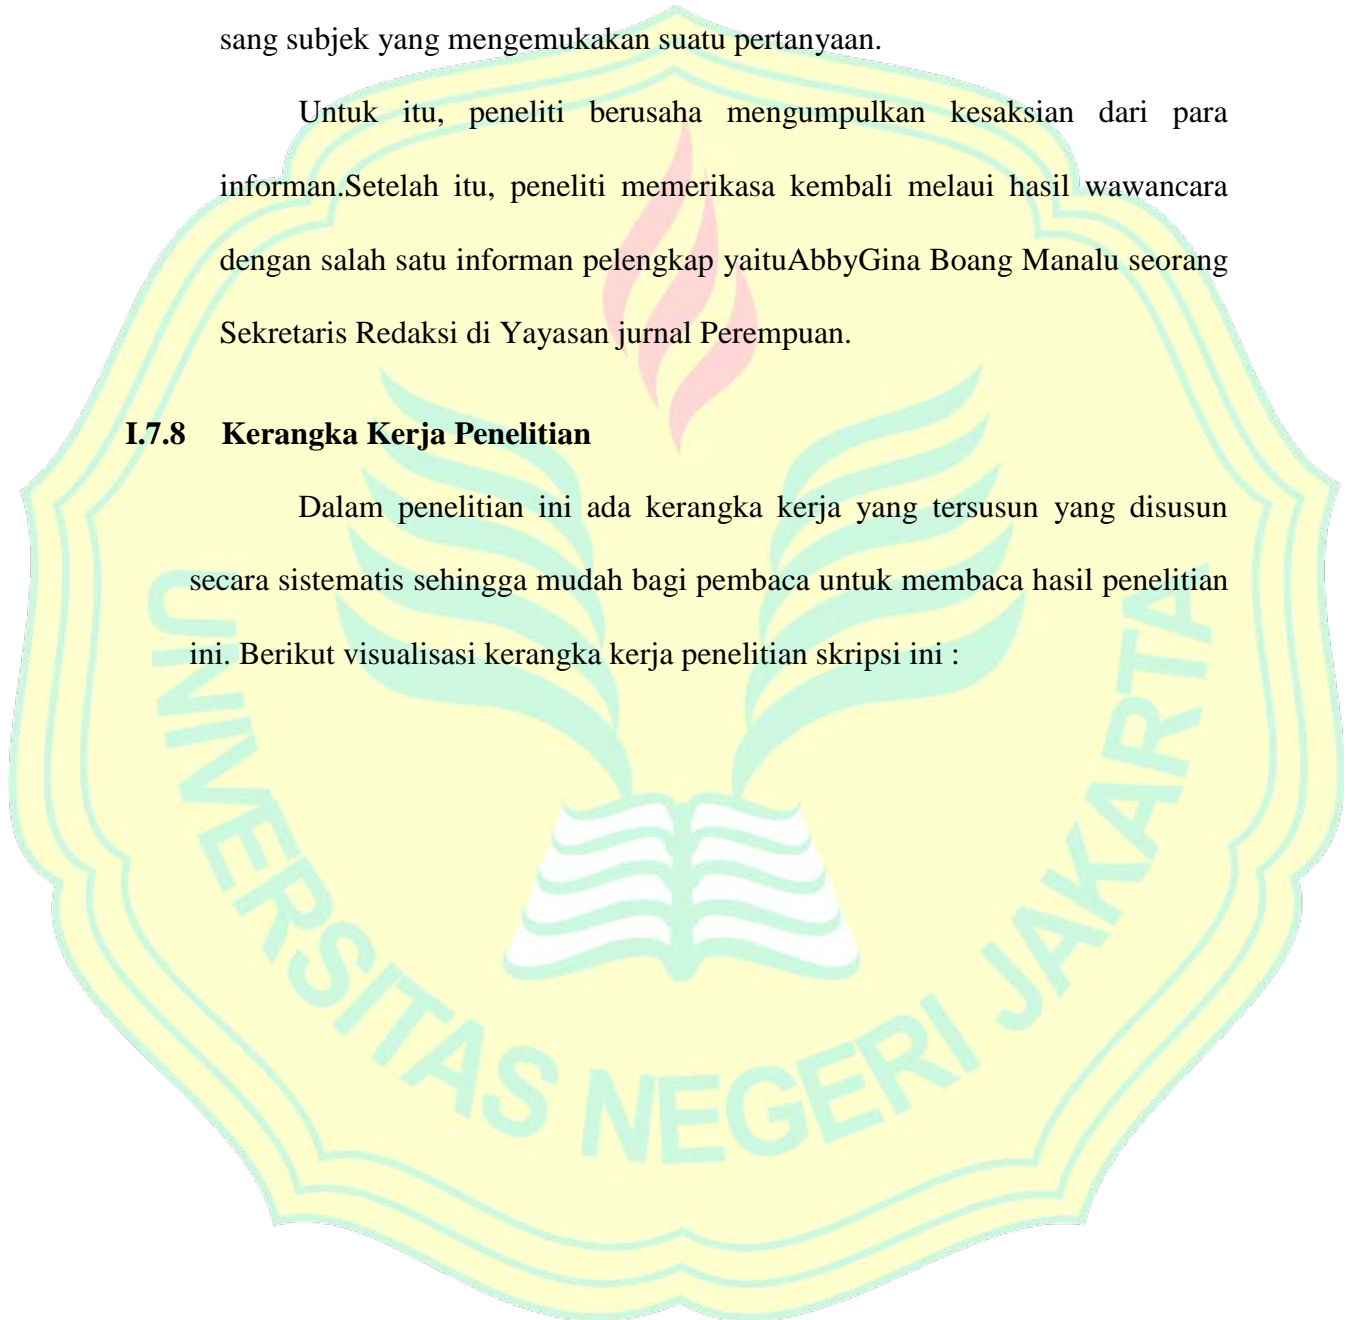 sang subjek yang mengemukakan suatu pertanyaan.
Untuk itu, peneliti berusaha mengumpulkan kesaksian dari para
informan.Setelah itu, peneliti memerikasa kembali melaui hasil wawancara
dengan salah satu informan pelengkap yaituAbbyGina Boang Manalu seorang
Sekretaris Redaksi di Yayasan jurnal Perempuan.
I.7.8 Kerangka Kerja Penelitian
Dalam penelitian ini ada kerangka kerja yang tersusun yang disusun
secara sistematis sehingga mudah bagi pembaca untuk membaca hasil penelitian
ini. Berikut visualisasi kerangka kerja penelitian skripsi ini :
UNIVERSITAS NEGERI JAKARTA